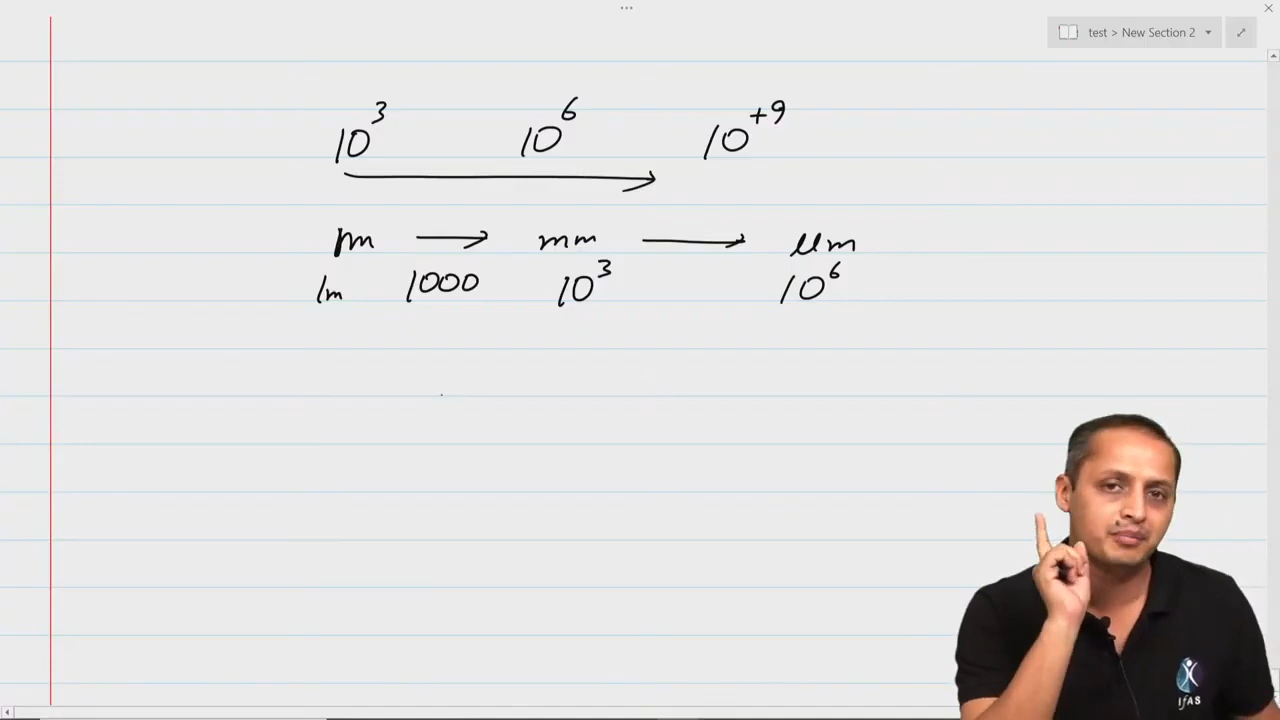 test > New Section 2
10³ 10⁶ 10⁺⁹
m → mm → μm
1m 1000 10³ 10⁶
IFAS